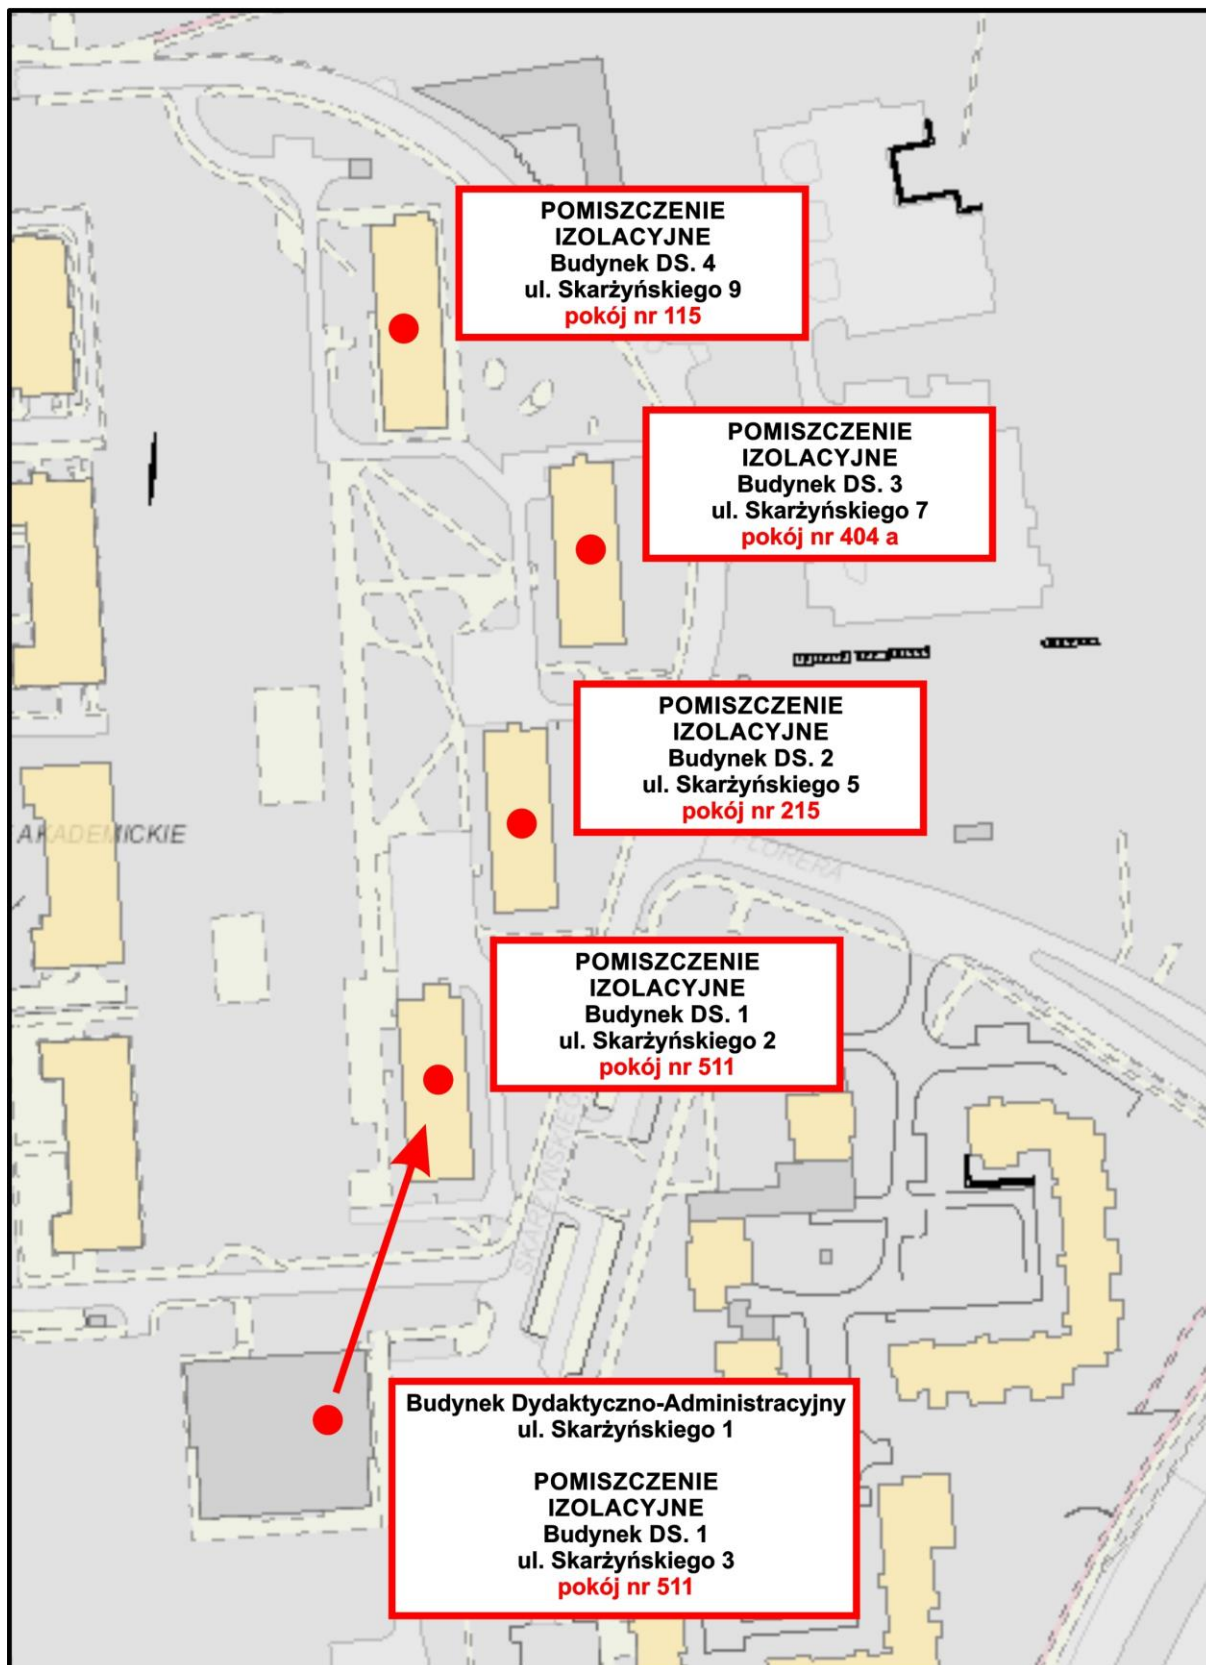 POMISZCZENIE
IZOLACYJNE
Budynek DS. 4
ul. Skarżyńskiego 9
pokój nr 115
POMISZCZENIE
IZOLACYJNE
Budynek DS. 3
ul. Skarżyńskiego 7
pokój nr 404 a
POMISZCZENIE
IZOLACYJNE
Budynek DS. 2
ul. Skarżyńskiego 5
pokój nr 215
AKADEMICKIE
FLORERA
POMISZCZENIE
IZOLACYJNE
Budynek DS. 1
ul. Skarżyńskiego 2
pokój nr 511
SKARŻYŃSKIEG
Budynek Dydaktyczno-Administracyjny
ul. Skarżyńskiego 1
POMISZCZENIE
IZOLACYJNE
Budynek DS. 1
ul. Skarżyńskiego 3
pokój nr 511